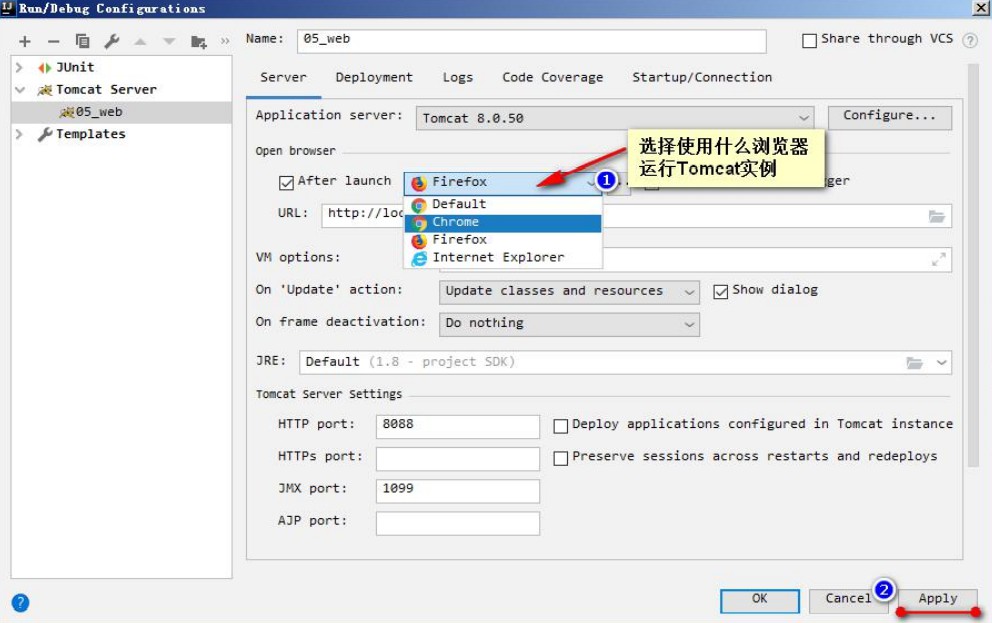 Run/Debug Configurations
Name: 05_web
Share through VCS
JUnit
Tomcat Server
05_web
Templates
Server Deployment Logs Code Coverage Startup/Connection
Application server: Tomcat 8.0.50 Configure...
Open browser
选择使用什么浏览器
运行Tomcat实例
After launch Firefox 1
Default
URL: http://loc Chrome
Firefox
Internet Explorer
VM options:
On 'Update' action: Update classes and resources Show dialog
On frame deactivation: Do nothing
JRE: Default (1.8 - project SDK)
Tomcat Server Settings
HTTP port: 8088 Deploy applications configured in Tomcat instance
HTTPs port: Preserve sessions across restarts and redeploys
JMX port: 1099
AJP port:
? OK Cancel 2 Apply